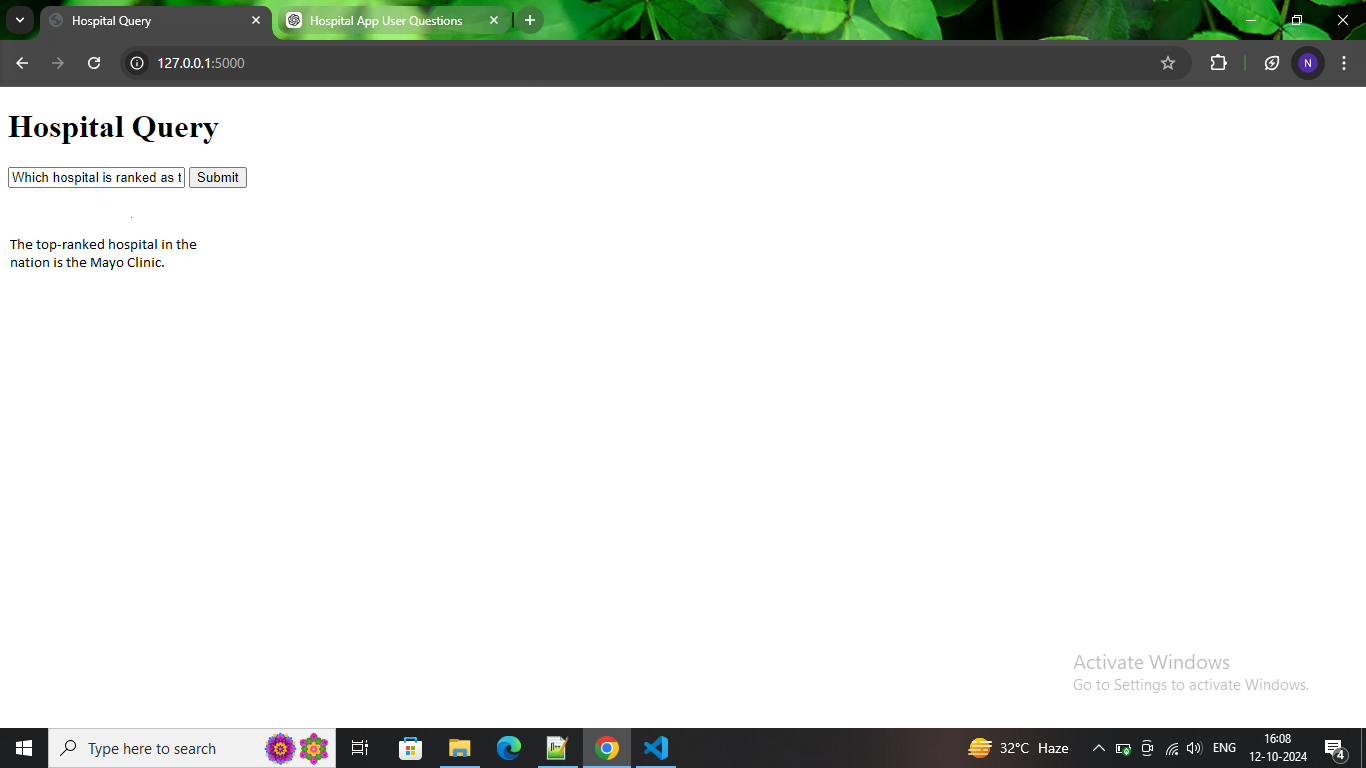 Hospital Query
Hospital App User Questions
127.0.0.1:5000
N
Hospital Query
Which hospital is ranked as t
Submit
The top-ranked hospital in the
nation is the Mayo Clinic.
Activate Windows
Go to Settings to activate Windows.
Type here to search
32°C Haze
ENG
16:08
12-10-2024
4